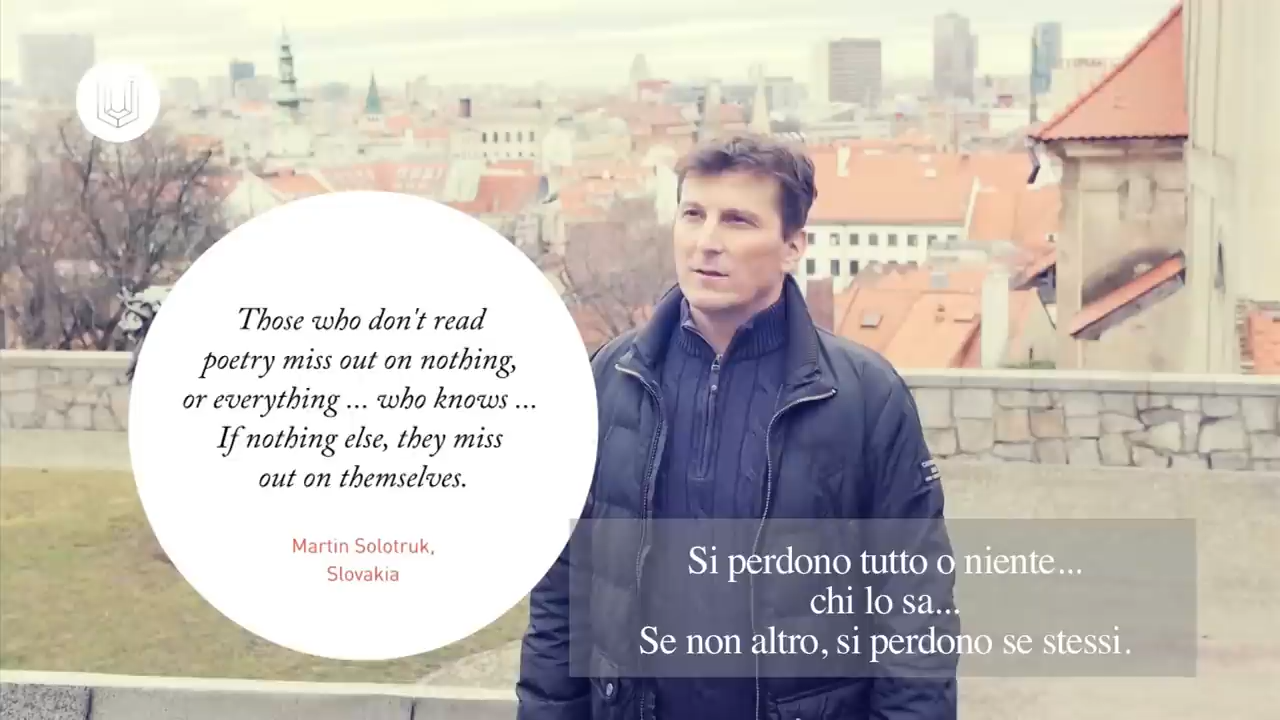 Those who don't read
poetry miss out on nothing,
or everything ... who knows ...
If nothing else, they miss
out on themselves.
Martin Solotruk,
Slovakia
Si perdono tutto o niente...
chi lo sa...
Se non altro, si perdono se stessi.